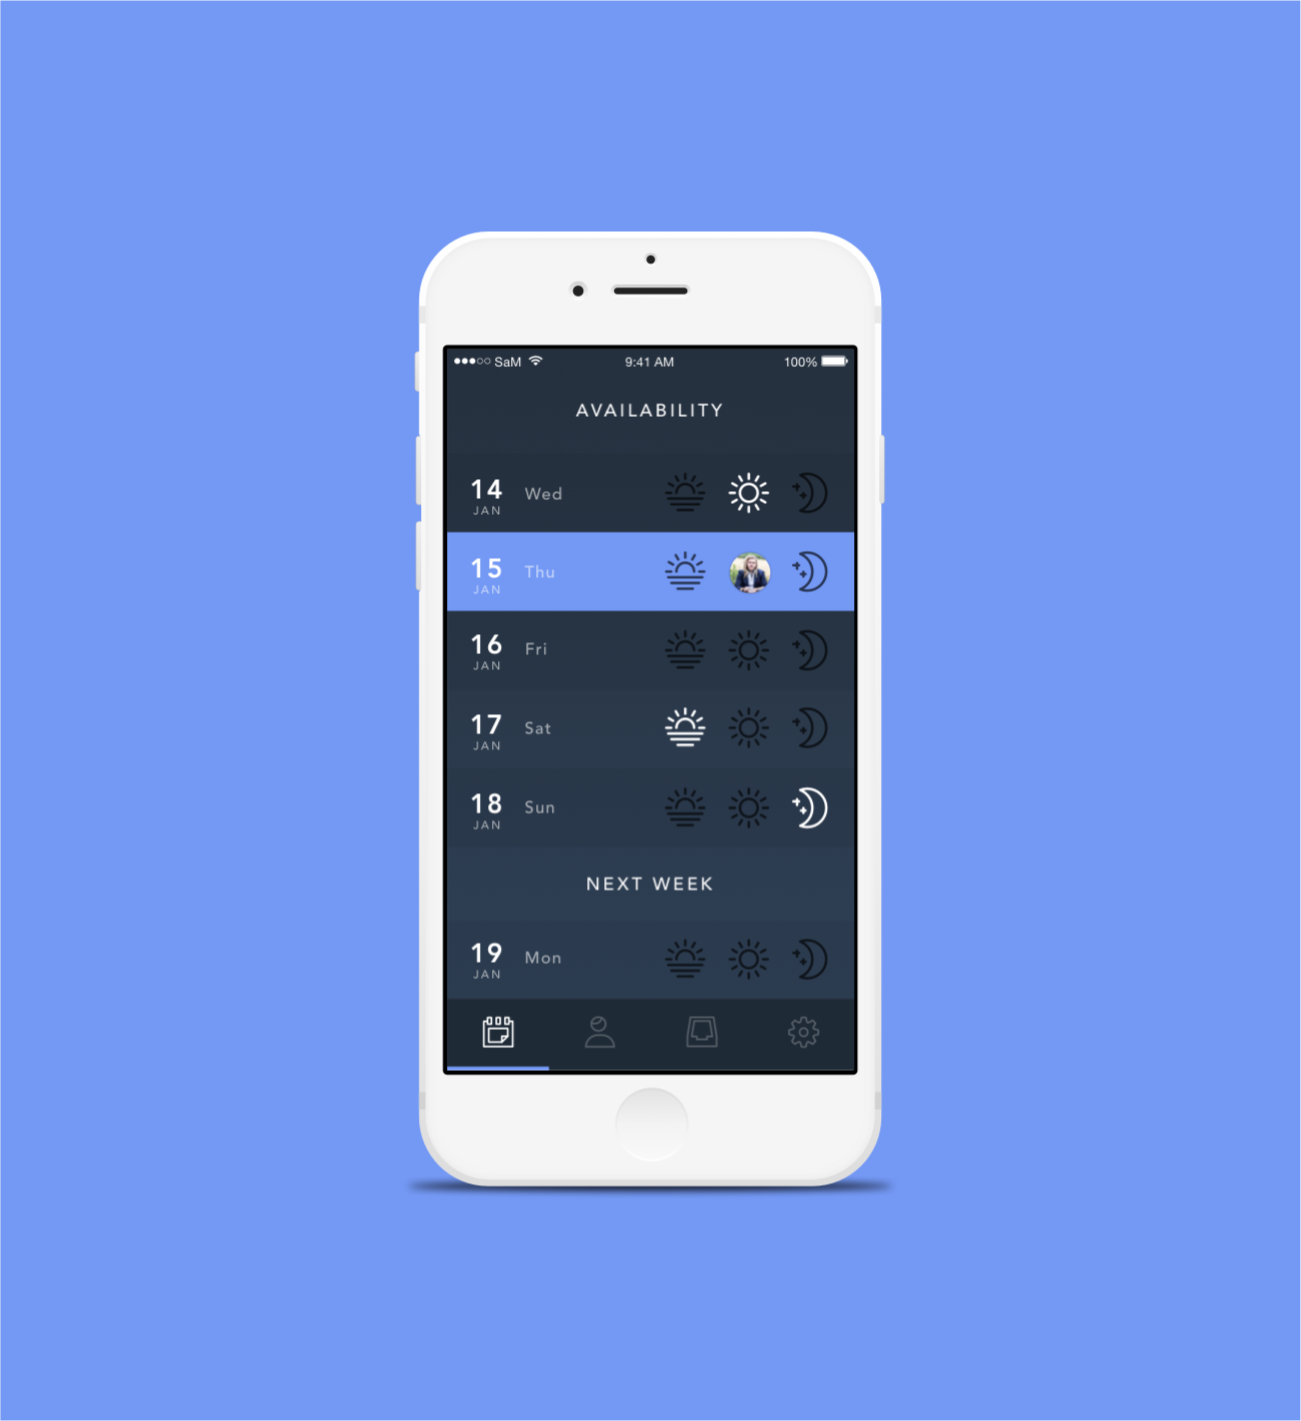 SaM 9:41 AM 100%
AVAILABILITY
14 Wed
JAN
15 Thu
JAN
16 Fri
JAN
17 Sat
JAN
18 Sun
JAN
NEXT WEEK
19 Mon
JAN